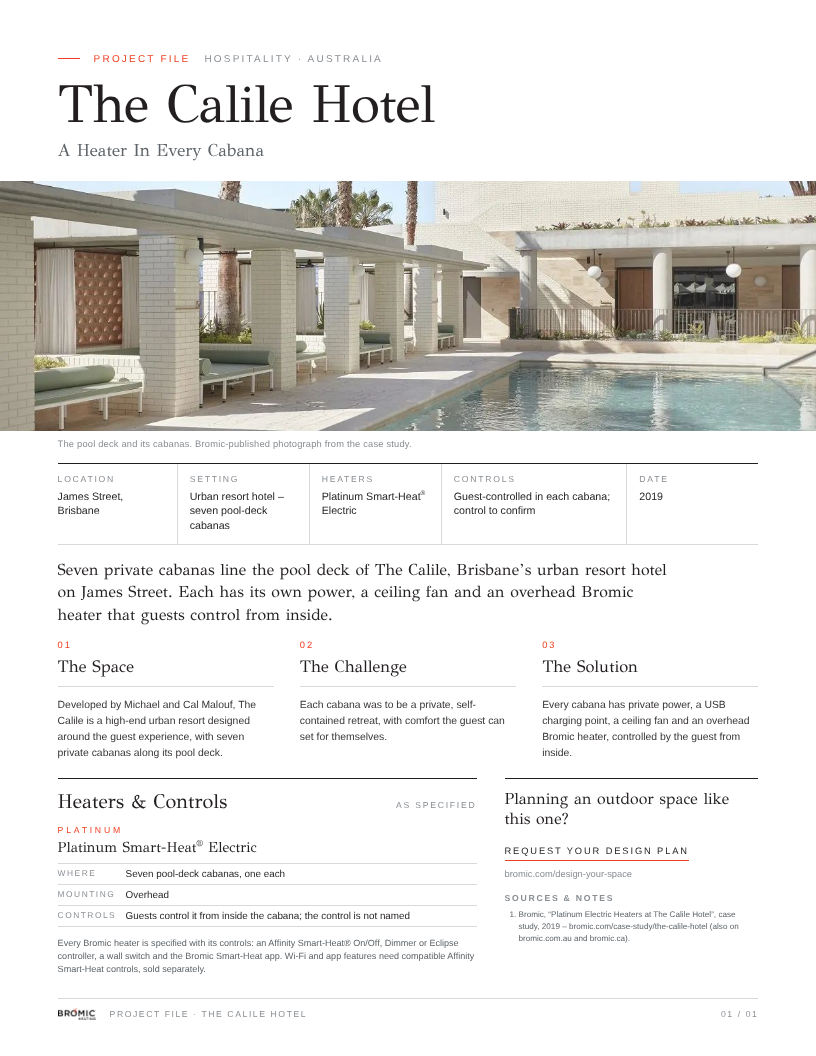 PROJECT FILE HOSPITALITY · AUSTRALIA
The Calile Hotel
A Heater In Every Cabana
The pool deck and its cabanas. Bromic-published photograph from the case study.
LOCATION
James Street,
Brisbane
SETTING
Urban resort hotel –
seven pool-deck
cabanas
HEATERS
Platinum Smart-Heat®
Electric
CONTROLS
Guest-controlled in each cabana;
control to confirm
DATE
2019
Seven private cabanas line the pool deck of The Calile, Brisbane’s urban resort hotel
on James Street. Each has its own power, a ceiling fan and an overhead Bromic
heater that guests control from inside.
01
The Space
Developed by Michael and Cal Malouf, The
Calile is a high-end urban resort designed
around the guest experience, with seven
private cabanas along its pool deck.
02
The Challenge
Each cabana was to be a private, self-
contained retreat, with comfort the guest can
set for themselves.
03
The Solution
Every cabana has private power, a USB
charging point, a ceiling fan and an overhead
Bromic heater, controlled by the guest from
inside.
Heaters & Controls
AS SPECIFIED
PLATINUM
Platinum Smart-Heat® Electric
WHERE Seven pool-deck cabanas, one each
MOUNTING Overhead
CONTROLS Guests control it from inside the cabana; the control is not named
Every Bromic heater is specified with its controls: an Affinity Smart-Heat® On/Off, Dimmer or Eclipse
controller, a wall switch and the Bromic Smart-Heat app. Wi-Fi and app features need compatible Affinity
Smart-Heat controls, sold separately.
Planning an outdoor space like
this one?
REQUEST YOUR DESIGN PLAN
bromic.com/design-your-space
SOURCES & NOTES
1. Bromic, “Platinum Electric Heaters at The Calile Hotel”, case
study, 2019 – bromic.com/case-study/the-calile-hotel (also on
bromic.com.au and bromic.ca).
BROMIC
HEATING
PROJECT FILE · THE CALILE HOTEL
01 / 01